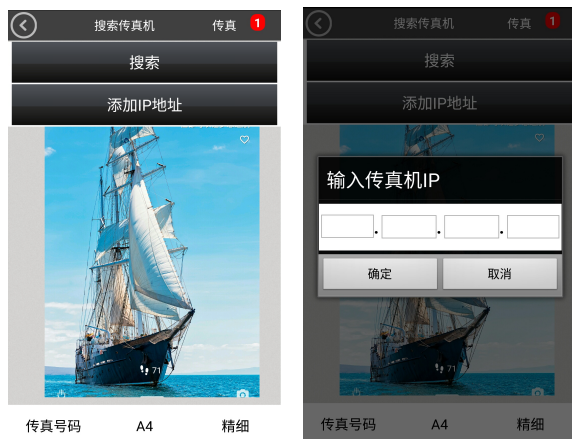 搜索传真机 传真 1
搜索
添加IP地址
71
传真号码 A4 精细
搜索传真机 传真 1
搜索
添加IP地址
输入传真机IP
. . .
确定 取消
71
传真号码 A4 精细